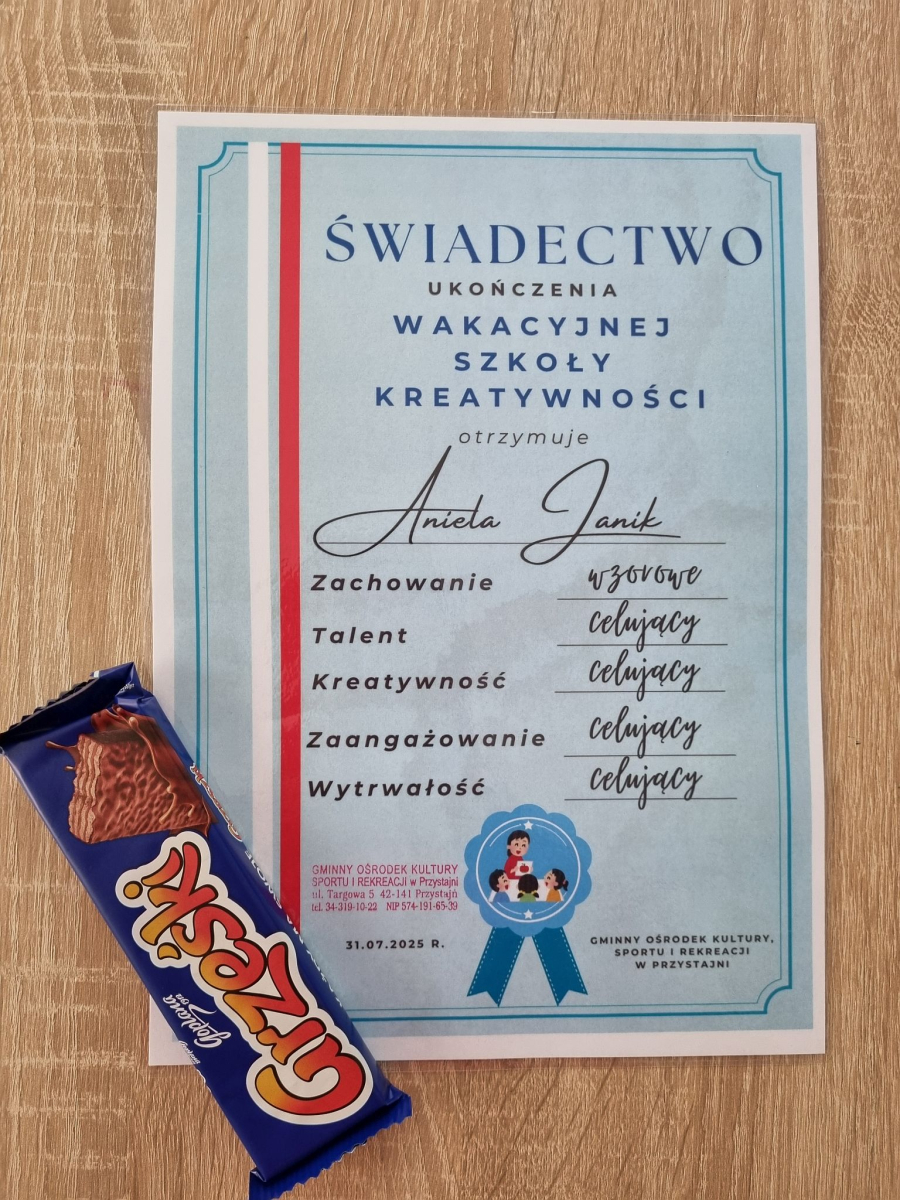 ŚWIADECTWO
UKOŃCZENIA
WAKACYJNEJ
SZKOŁY
KREATYWNOŚCI
otrzymuje
Aniela Janik
Zachowanie wzorowe
Talent celujący
Kreatywność celujący
Zaangażowanie celujący
Wytrwałość celujący
GMINNY OŚRODEK KULTURY
SPORTU I REKREACJI w Przystajni
ul. Targowa 5 42-141 Przystajń
tel. 34-319-10-22 NIP 574-191-65-39
31.07.2025 R.
GMINNY OŚRODEK KULTURY,
SPORTU I REKREACJI
W PRZYSTAJNI
Grześki
goplana